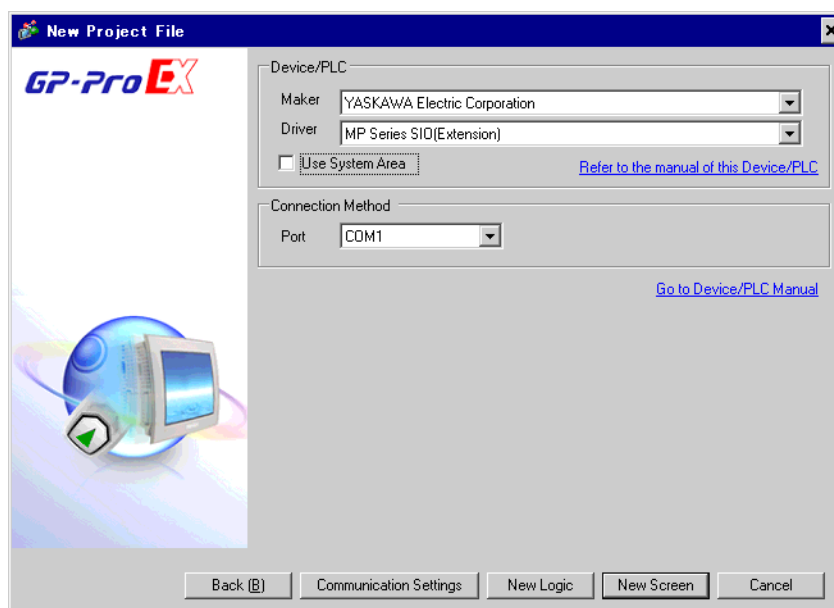 New Project File
GP-Pro EX
Device/PLC
Maker YASKAWA Electric Corporation
Driver MP Series SIO(Extension)
Use System Area Refer to the manual of this Device/PLC
Connection Method
Port COM1
Go to Device/PLC Manual
Back (B) Communication Settings New Logic New Screen Cancel